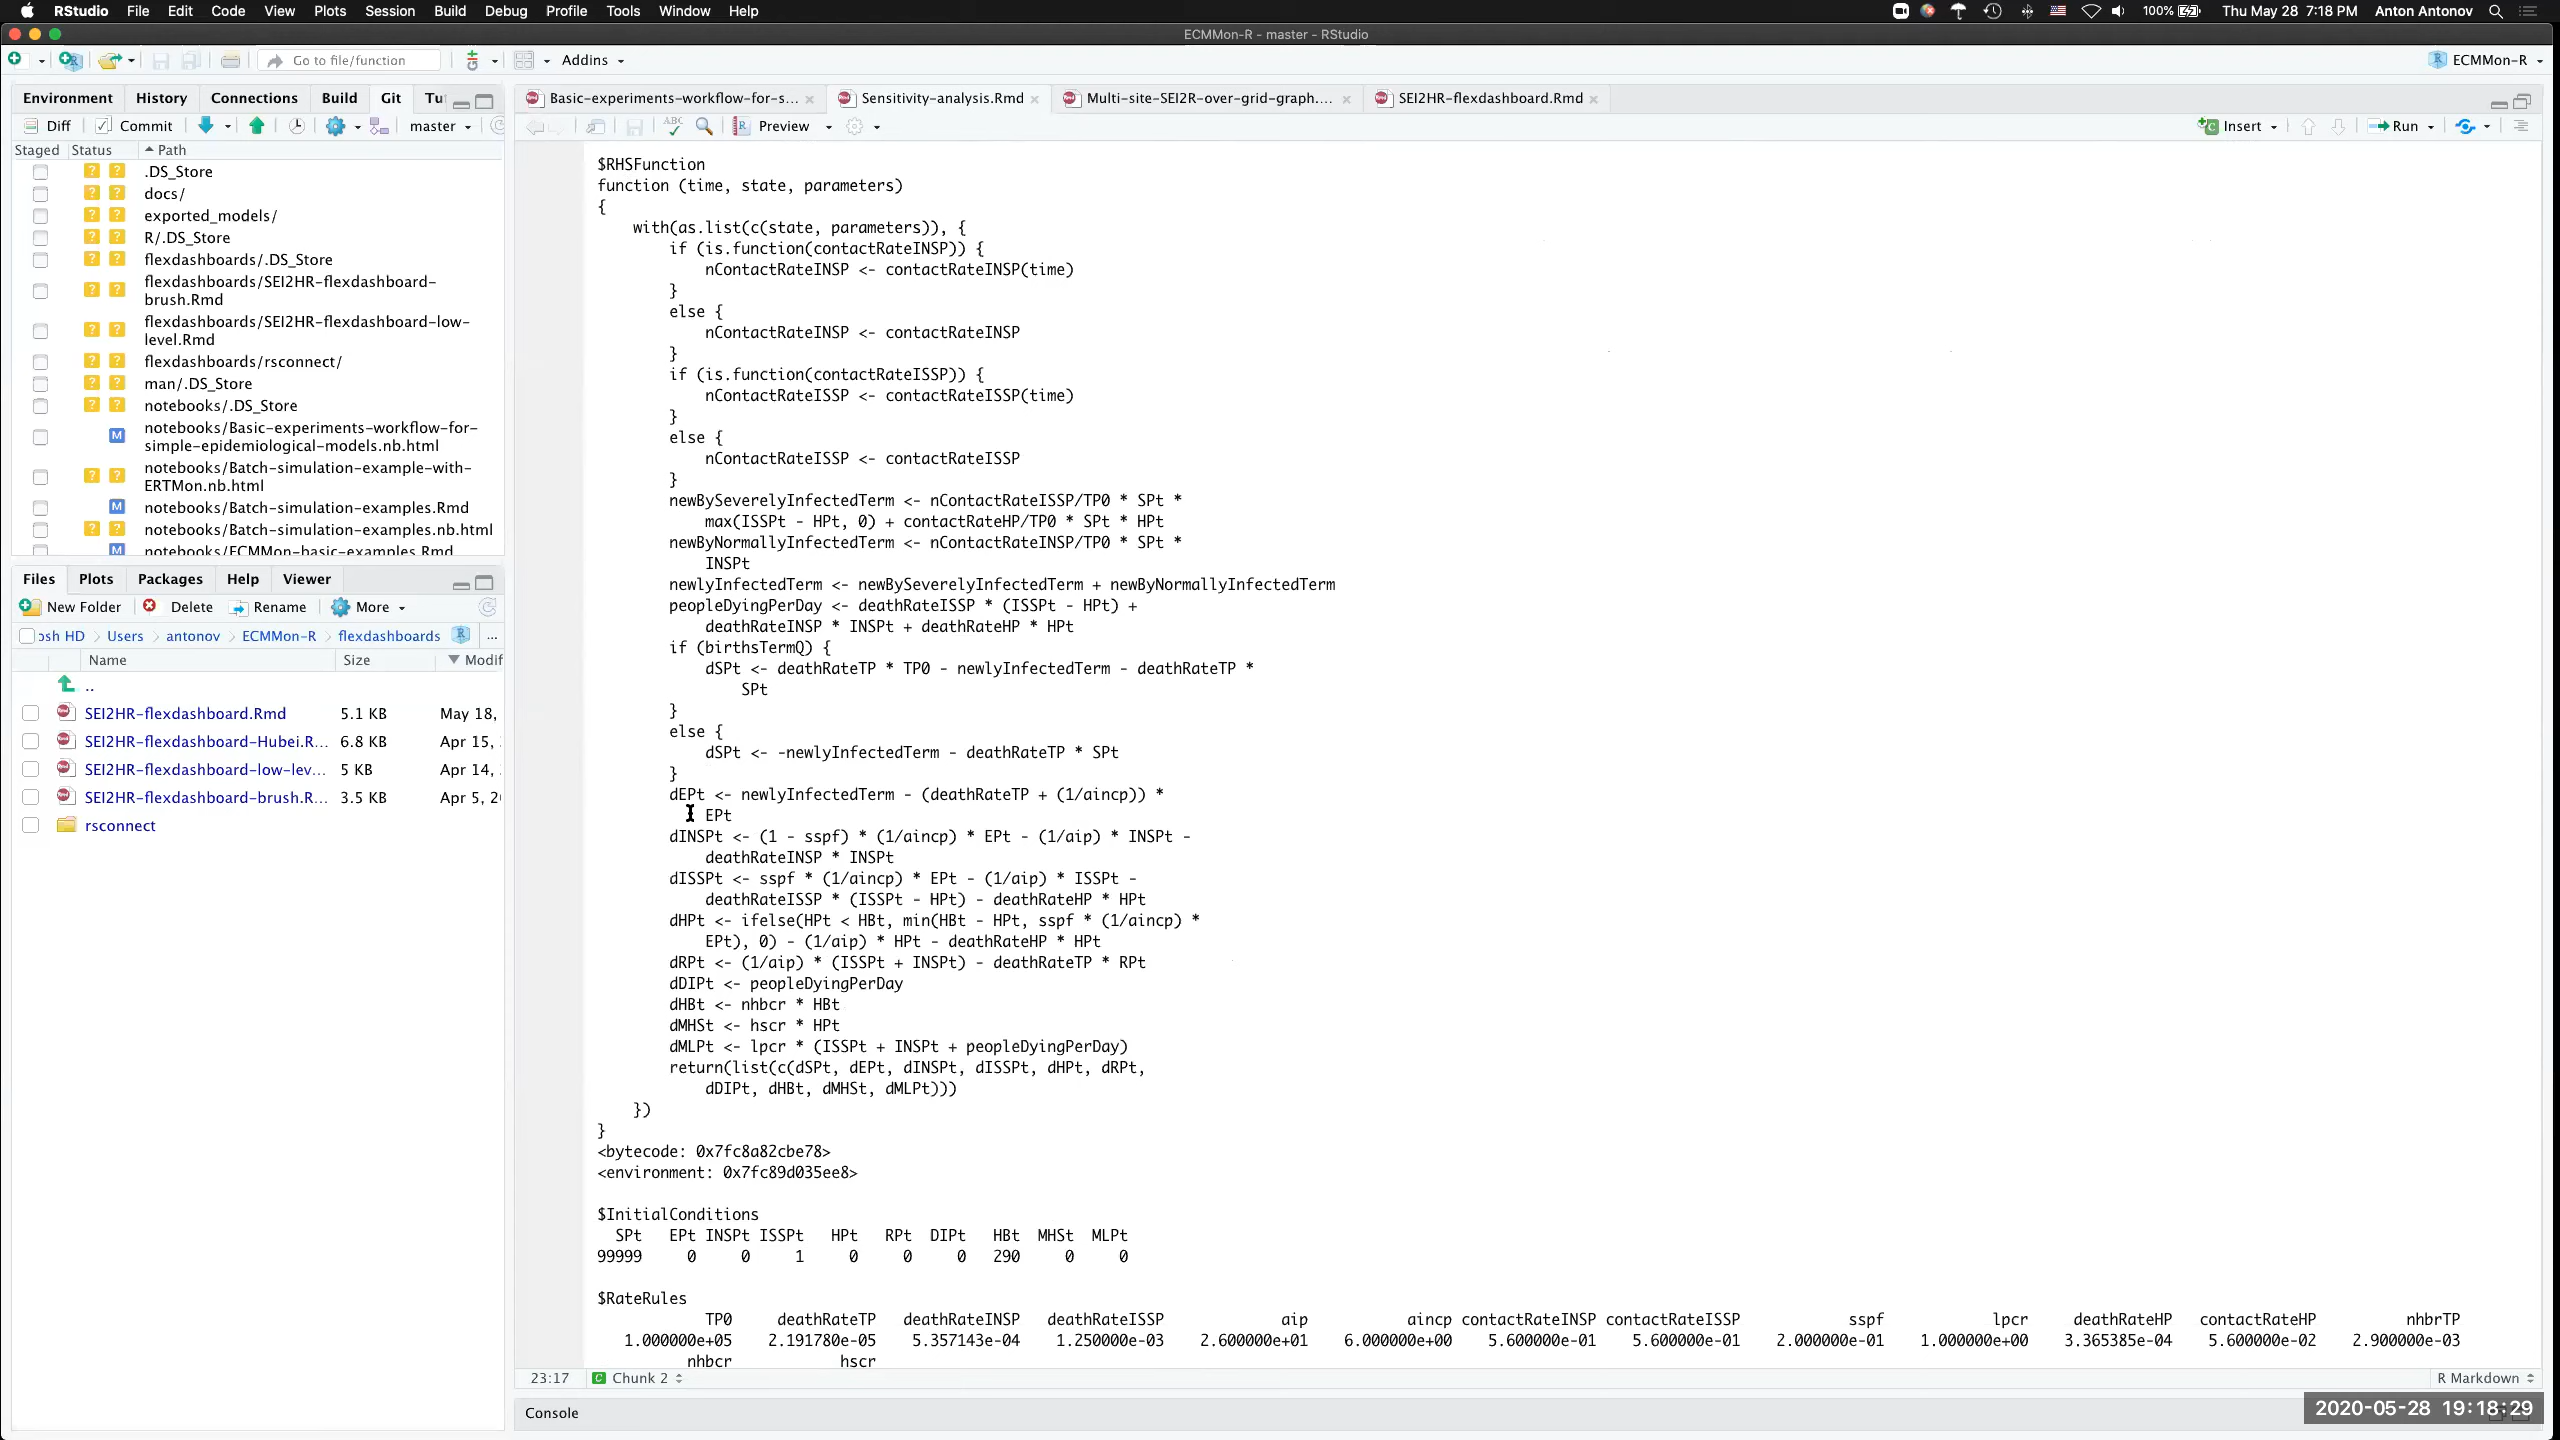 RStudio File Edit Code View Plots Session Build Debug Profile Tools Window Help 100% Thu May 28 7:18 PM Anton Antonov
ECMMon-R - master - RStudio
Go to file/function Addins ECMMon-R
Environment History Connections Build Git Tu
Diff Commit master
Staged Status Path
.DS_Store
docs/
exported_models/
R/.DS_Store
flexdashboards/.DS_Store
flexdashboards/SEI2HR-flexdashboard-
brush.Rmd
flexdashboards/SEI2HR-flexdashboard-low-
level.Rmd
flexdashboards/rsconnect/
man/.DS_Store
notebooks/.DS_Store
notebooks/Basic-experiments-workflow-for-
simple-epidemiological-models.nb.html
notebooks/Batch-simulation-example-with-
ERTMon.nb.html
notebooks/Batch-simulation-examples.Rmd
notebooks/Batch-simulation-examples.nb.html
notebooks/ECMMon-basic-examples.Rmd
Files Plots Packages Help Viewer
New Folder Delete Rename More
osh HD Users antonov ECMMon-R flexdashboards ...
Name Size Modif
..
SEI2HR-flexdashboard.Rmd 5.1 KB May 18,
SEI2HR-flexdashboard-Hubei.R... 6.8 KB Apr 15,
SEI2HR-flexdashboard-low-lev... 5 KB Apr 14,
SEI2HR-flexdashboard-brush.R... 3.5 KB Apr 5, 2
rsconnect
Basic-experiments-workflow-for-s... Sensitivity-analysis.Rmd Multi-site-SEI2R-over-grid-graph.... SEI2HR-flexdashboard.Rmd
ABC Preview Insert Run
$RHSFunction
function (time, state, parameters)
{
with(as.list(c(state, parameters)), {
if (is.function(contactRateINSP)) {
nContactRateINSP <- contactRateINSP(time)
}
else {
nContactRateINSP <- contactRateINSP
}
if (is.function(contactRateISSP)) {
nContactRateISSP <- contactRateISSP(time)
}
else {
nContactRateISSP <- contactRateISSP
}
newBySeverelyInfectedTerm <- nContactRateISSP/TP0 * SPt *
max(ISSPt - HPt, 0) + contactRateHP/TP0 * SPt * HPt
newByNormallyInfectedTerm <- nContactRateINSP/TP0 * SPt *
INSPt
newlyInfectedTerm <- newBySeverelyInfectedTerm + newByNormallyInfectedTerm
peopleDyingPerDay <- deathRateISSP * (ISSPt - HPt) +
deathRateINSP * INSPt + deathRateHP * HPt
if (birthsTermQ) {
dSPt <- deathRateTP * TP0 - newlyInfectedTerm - deathRateTP *
SPt
}
else {
dSPt <- -newlyInfectedTerm - deathRateTP * SPt
}
dEPt <- newlyInfectedTerm - (deathRateTP + (1/aincp)) *
EPt
dINSPt <- (1 - sspf) * (1/aincp) * EPt - (1/aip) * INSPt -
deathRateINSP * INSPt
dISSPt <- sspf * (1/aincp) * EPt - (1/aip) * ISSPt -
deathRateISSP * (ISSPt - HPt) - deathRateHP * HPt
dHPt <- ifelse(HPt < HBt, min(HBt - HPt, sspf * (1/aincp) *
EPt), 0) - (1/aip) * HPt - deathRateHP * HPt
dRPt <- (1/aip) * (ISSPt + INSPt) - deathRateTP * RPt
dDIPt <- peopleDyingPerDay
dHBt <- nhbcr * HBt
dMHSt <- hscr * HPt
dMLPt <- lpcr * (ISSPt + INSPt + peopleDyingPerDay)
return(list(c(dSPt, dEPt, dINSPt, dISSPt, dHPt, dRPt,
dDIPt, dHBt, dMHSt, dMLPt)))
})
}
<bytecode: 0x7fc8a82cbe78>
<environment: 0x7fc89d035ee8>
$InitialConditions
SPt EPt INSPt ISSPt HPt RPt DIPt HBt MHSt MLPt
99999 0 0 1 0 0 0 290 0 0
$RateRules
TP0 deathRateTP deathRateINSP deathRateISSP aip aincp contactRateINSP contactRateISSP sspf lpcr deathRateHP contactRateHP nhbrTP
1.000000e+05 2.191780e-05 5.357143e-04 1.250000e-03 2.600000e+01 6.000000e+00 5.600000e-01 5.600000e-01 2.000000e-01 1.000000e+00 3.365385e-04 5.600000e-02 2.900000e-03
nhbcr hscr
23:17 Chunk 2 R Markdown
Console
2020-05-28 19:18:29